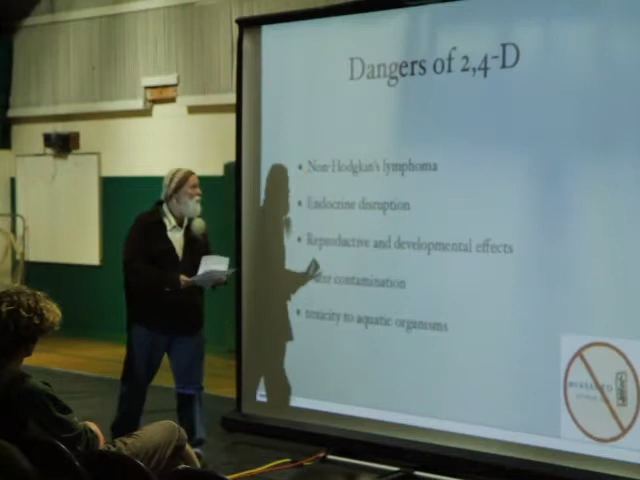 Dangers of 2,4-D
• Non-Hodgkin's lymphoma
• Endocrine disruption
• Reproductive and developmental effects
contamination
• toxicity to aquatic organisms